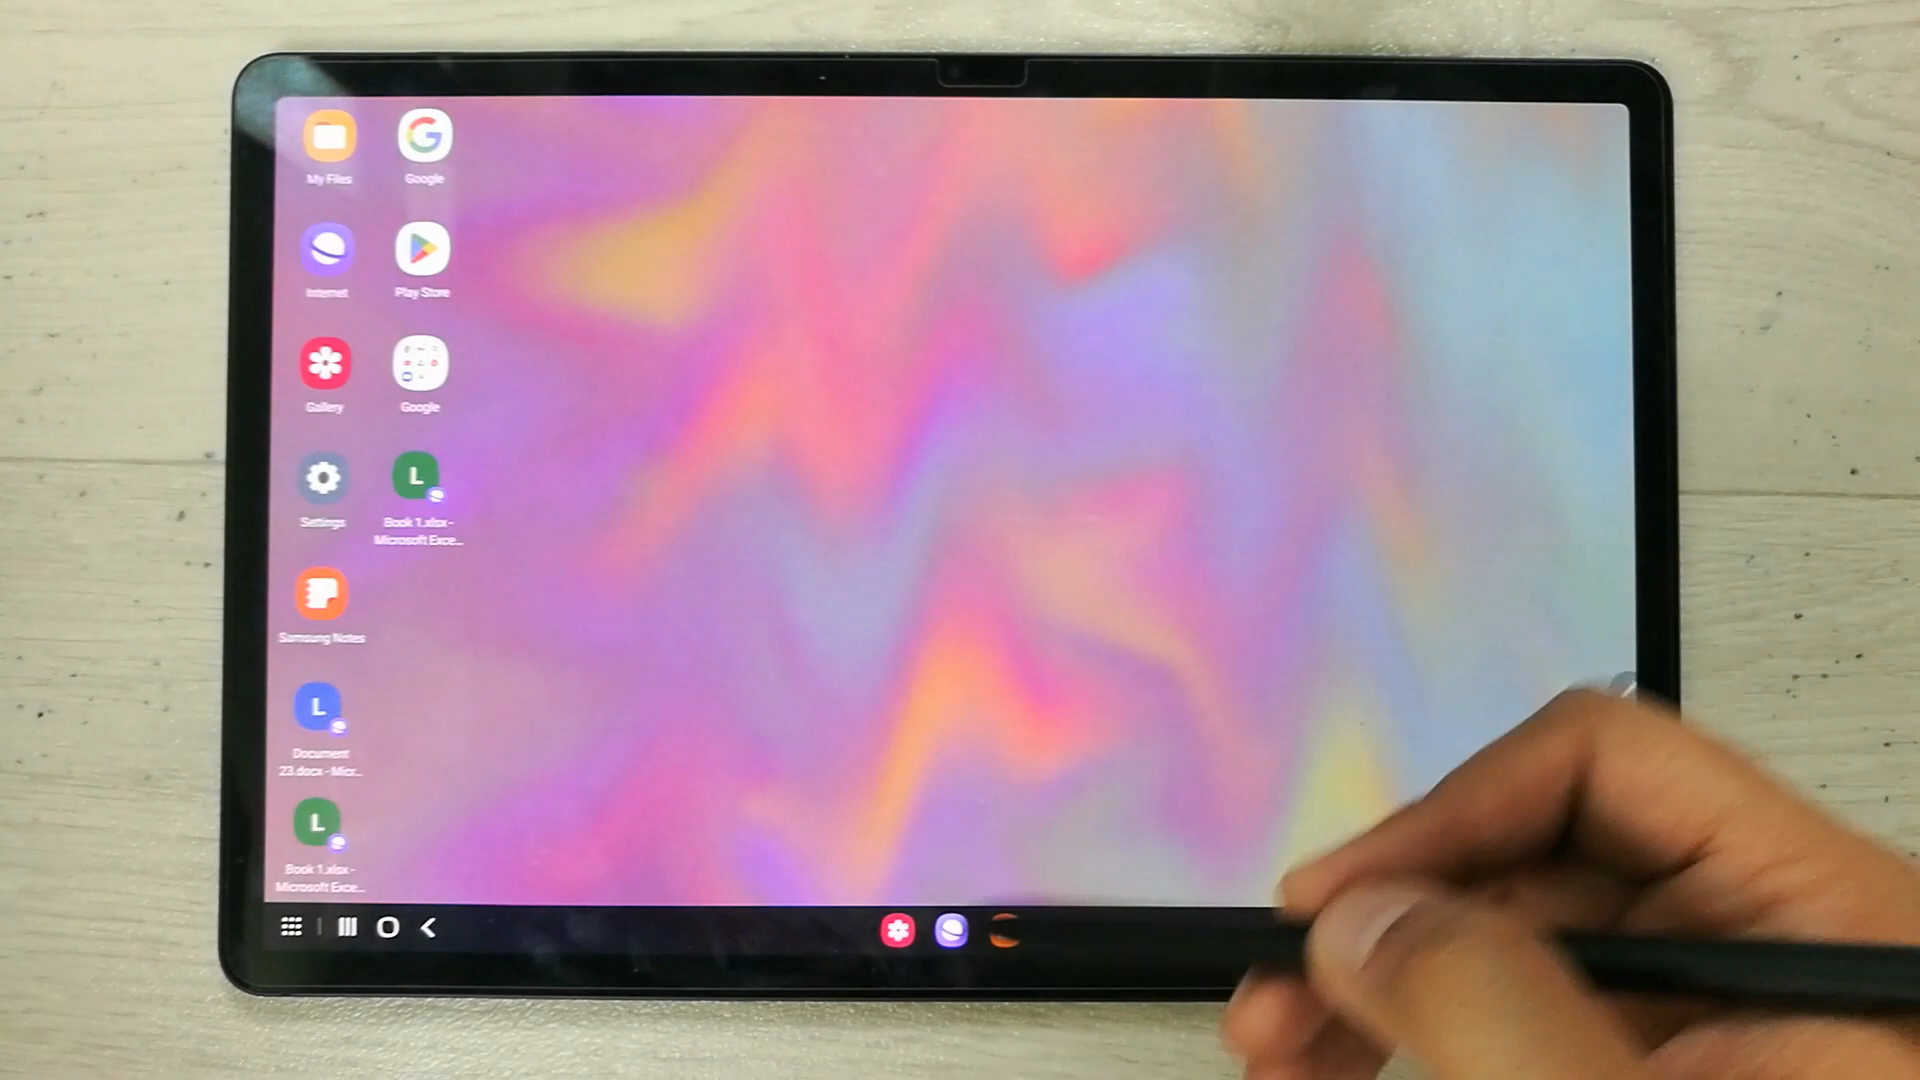 My Files
Google
Internet
Play Store
Gallery
Google
Settings
L
Book 1.xlsx -
Microsoft Exce...
Samsung Notes
L
Document
23.docx - Micr...
L
Book 1.xlsx -
Microsoft Exce...